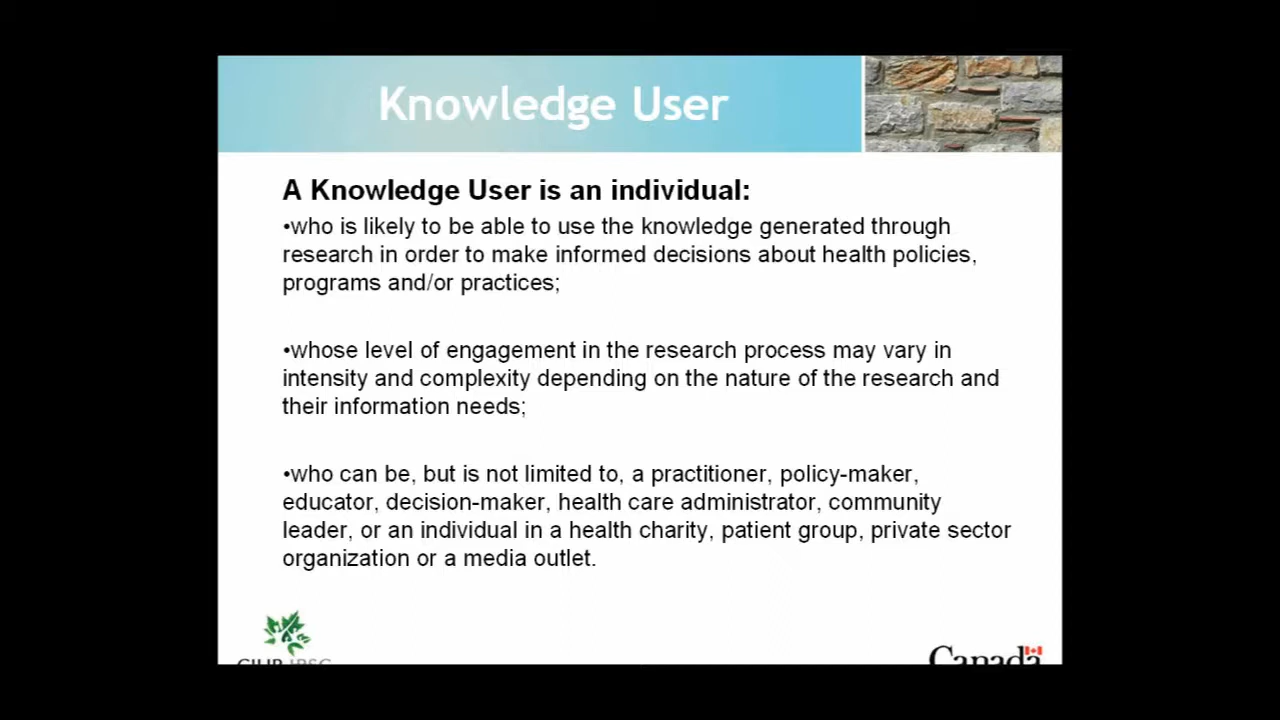 Knowledge User
A Knowledge User is an individual:
•who is likely to be able to use the knowledge generated through
research in order to make informed decisions about health policies,
programs and/or practices;
•whose level of engagement in the research process may vary in
intensity and complexity depending on the nature of the research and
their information needs;
•who can be, but is not limited to, a practitioner, policy-maker,
educator, decision-maker, health care administrator, community
leader, or an individual in a health charity, patient group, private sector
organization or a media outlet.
Canada